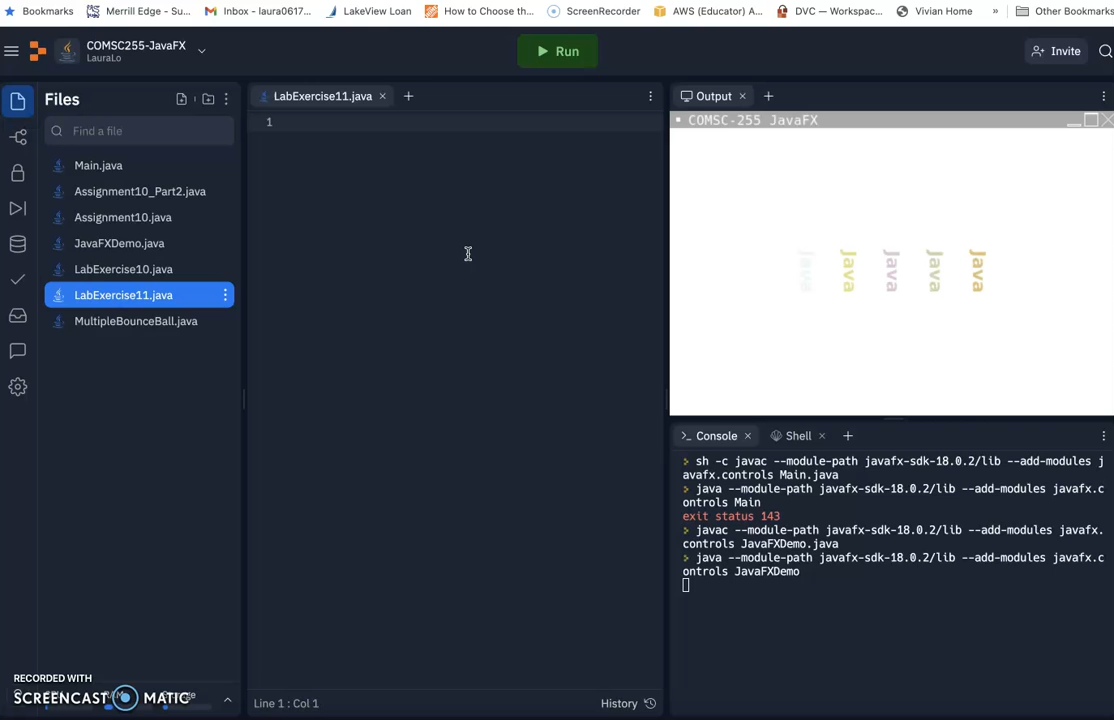 Bookmarks Merrill Edge - Su... Inbox - laura0617... LakeView Loan How to Choose th... ScreenRecorder AWS (Educator) A... DVC — Workspac... Vivian Home » Other Bookmarks
COMSC255-JavaFX
LauraLo
Run
Invite
Files
Find a file
Main.java
Assignment10_Part2.java
Assignment10.java
JavaFXDemo.java
LabExercise10.java
LabExercise11.java
MultipleBounceBall.java
LabExercise11.java
1
Line 1 : Col 1
History
Output
COMSC-255 JavaFX
Java Java Java Java Java
Console Shell
> sh -c javac --module-path javafx-sdk-18.0.2/lib --add-modules j
avafx.controls Main.java
> java --module-path javafx-sdk-18.0.2/lib --add-modules javafx.c
ontrols Main
exit status 143
> javac --module-path javafx-sdk-18.0.2/lib --add-modules javafx.
controls JavaFXDemo.java
> java --module-path javafx-sdk-18.0.2/lib --add-modules javafx.c
ontrols JavaFXDemo
RECORDED WITH
SCREENCAST MATIC